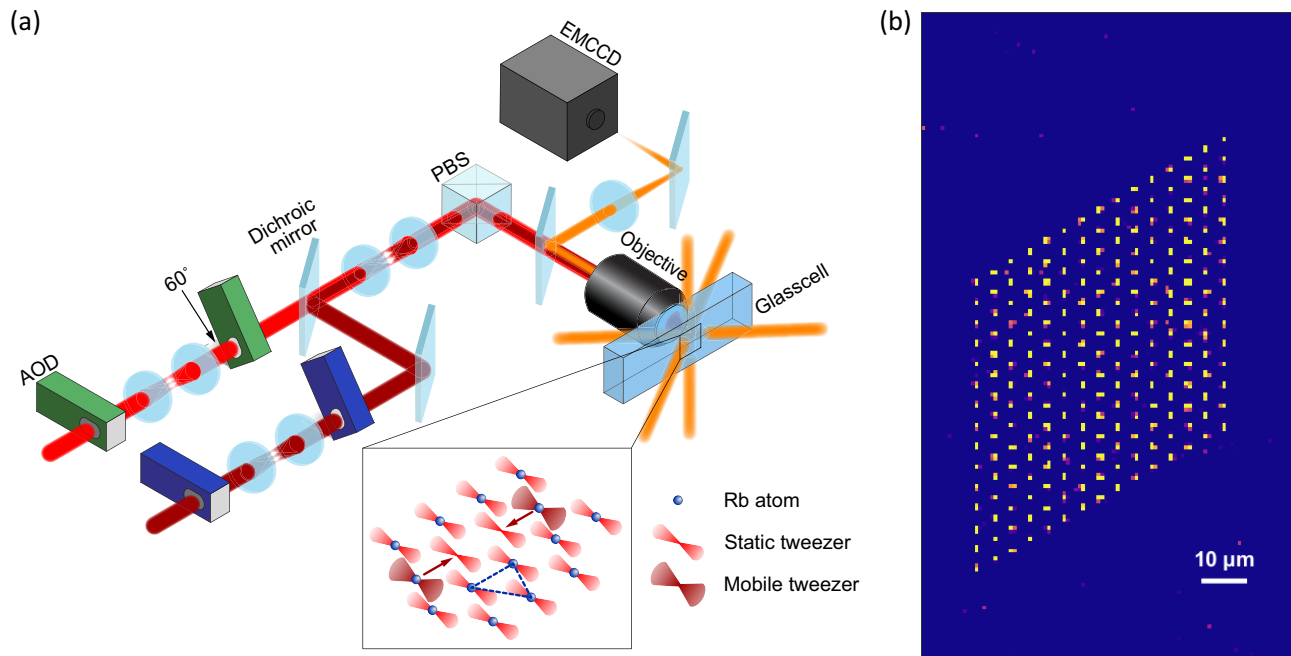 (a)
EMCCD
PBS
Dichroic
mirror
Objective
Glasscell
60°
AOD
Rb atom
Static tweezer
Mobile tweezer
(b)
10 µm